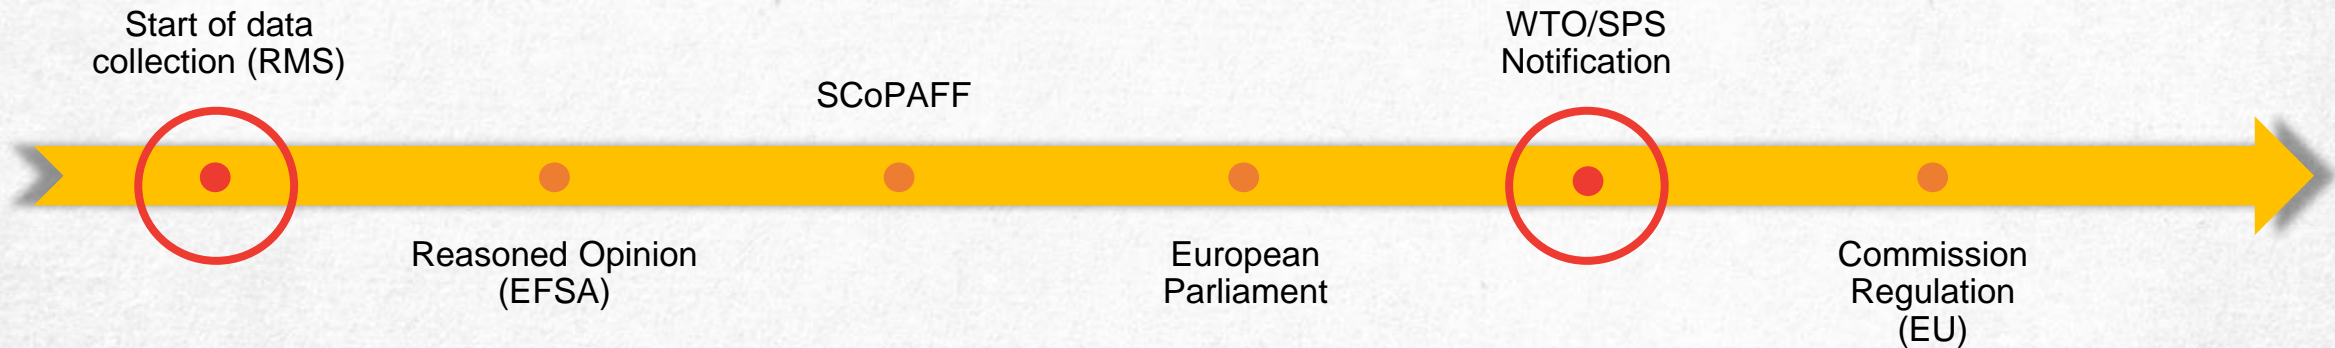 Start of data
collection (RMS)
Reasoned Opinion
(EFSA)
SCoPAFF
European
Parliament
WTO/SPS
Notification
Commission
Regulation
(EU)